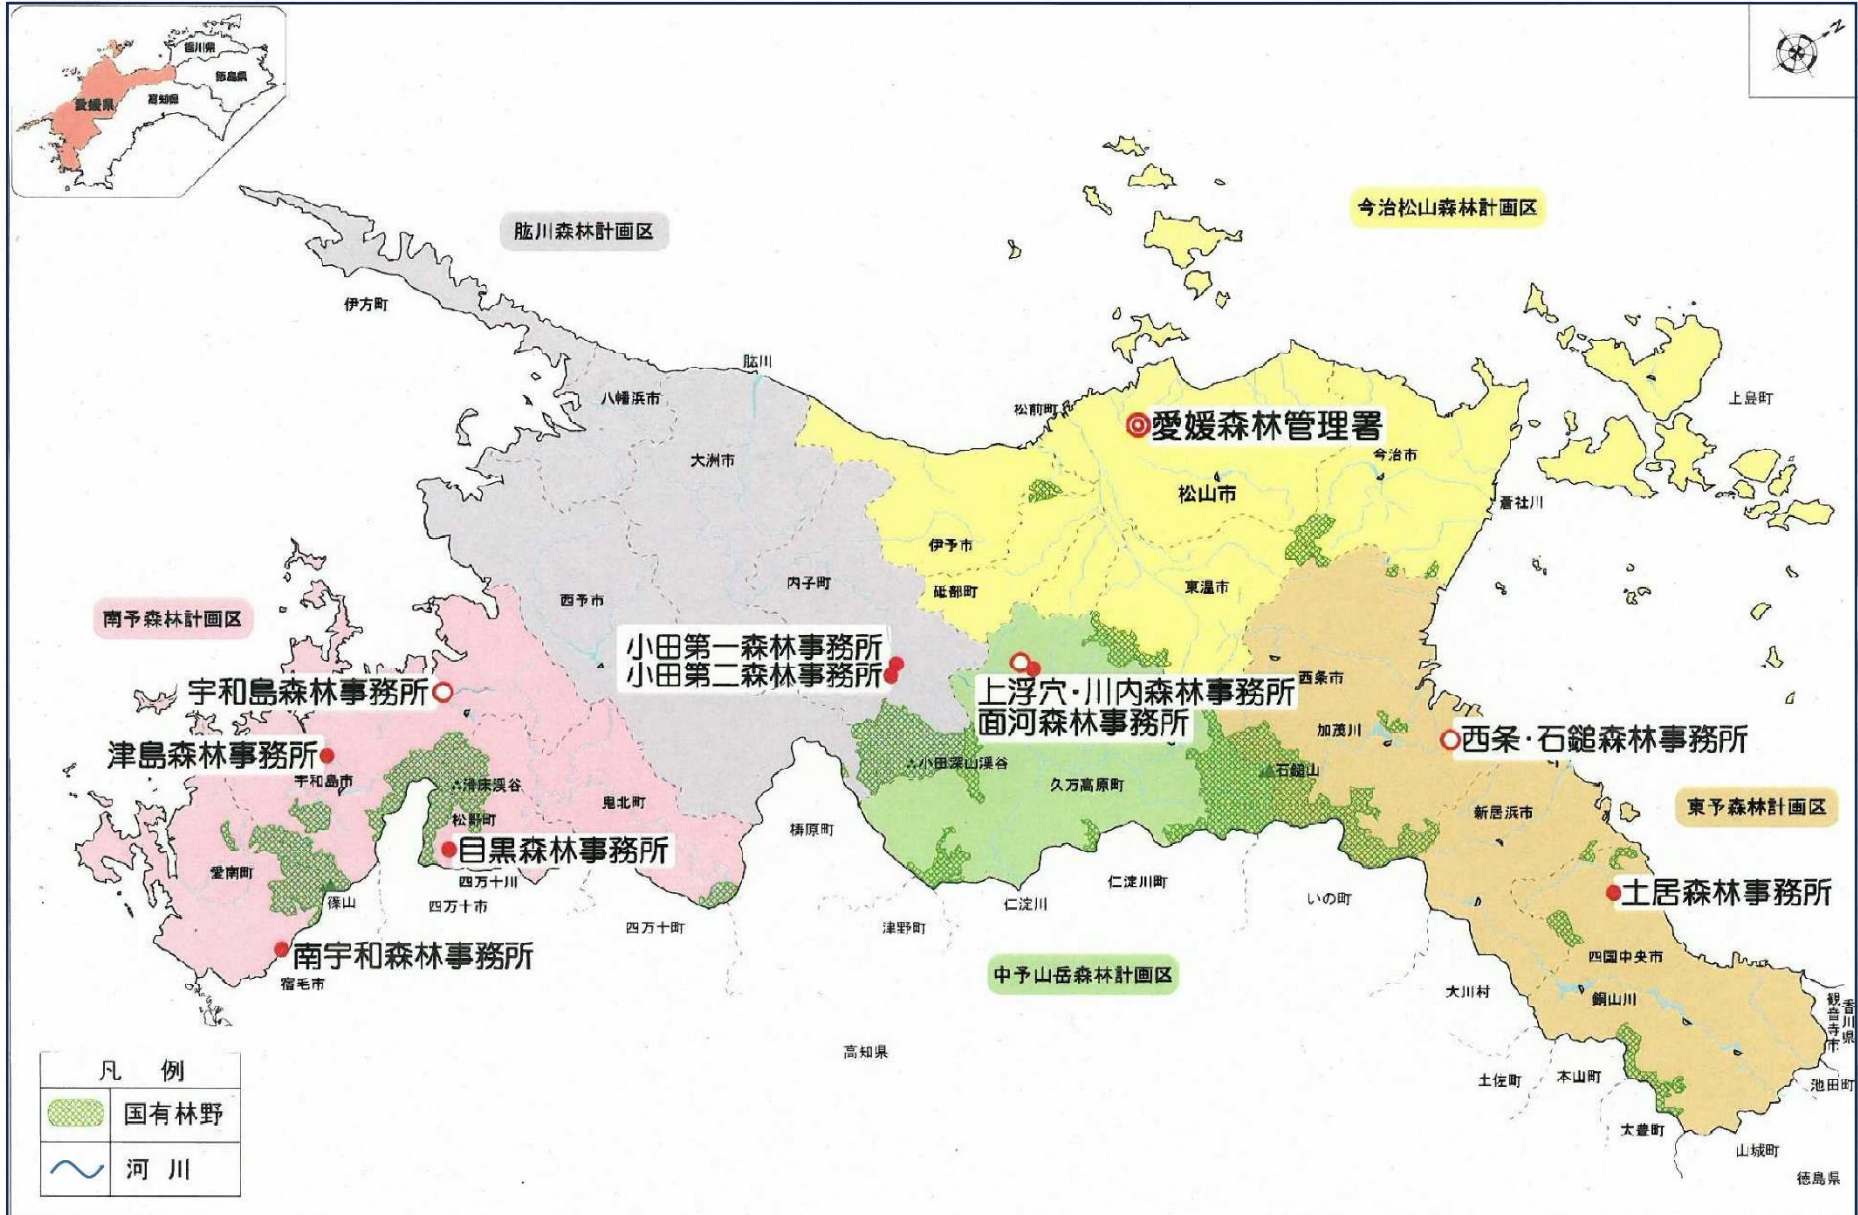 香川県
徳島県
愛媛県
高知県
N
肱川森林計画区
今治松山森林計画区
伊方町
肱川
八幡浜市
松前町
上島町
愛媛森林管理署
大洲市
今治市
松山市
蒼社川
伊予市
内子町
砥部町
東温市
西予市
南予森林計画区
小田第一森林事務所
小田第二森林事務所
宇和島森林事務所
上浮穴・川内森林事務所
面河森林事務所
西条市
加茂川
西条・石鎚森林事務所
津島森林事務所
宇和島市
滑床渓谷
小田深山渓谷
石鎚山
久万高原町
鬼北町
松野町
新居浜市
東予森林計画区
梼原町
目黒森林事務所
愛南町
四万十川
仁淀川町
篠山
四万十市
仁淀川
いの町
土居森林事務所
四万十町
津野町
南宇和森林事務所
宿毛市
四国中央市
中予山岳森林計画区
大川村
銅山川
香川県
観音寺市
高知県
土佐町
本山町
池田町
大豊町
山城町
徳島県
凡例
国有林野
河川